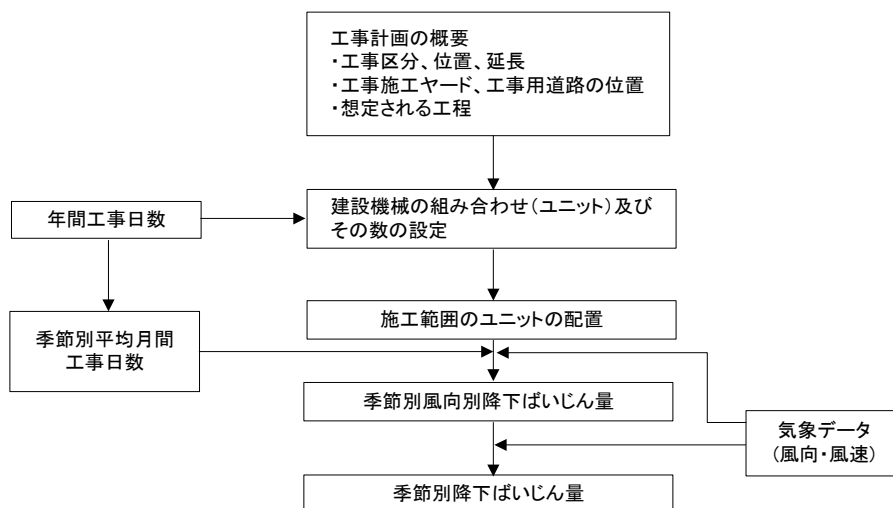 工事計画の概要
・工事区分、位置、延長
・工事施工ヤード、工事用道路の位置
・想定される工程
年間工事日数
建設機械の組み合わせ(ユニット)及び
その数の設定
施工範囲のユニットの配置
季節別平均月間
工事日数
季節別風向別降下ばいじん量
気象データ
(風向・風速)
季節別降下ばいじん量